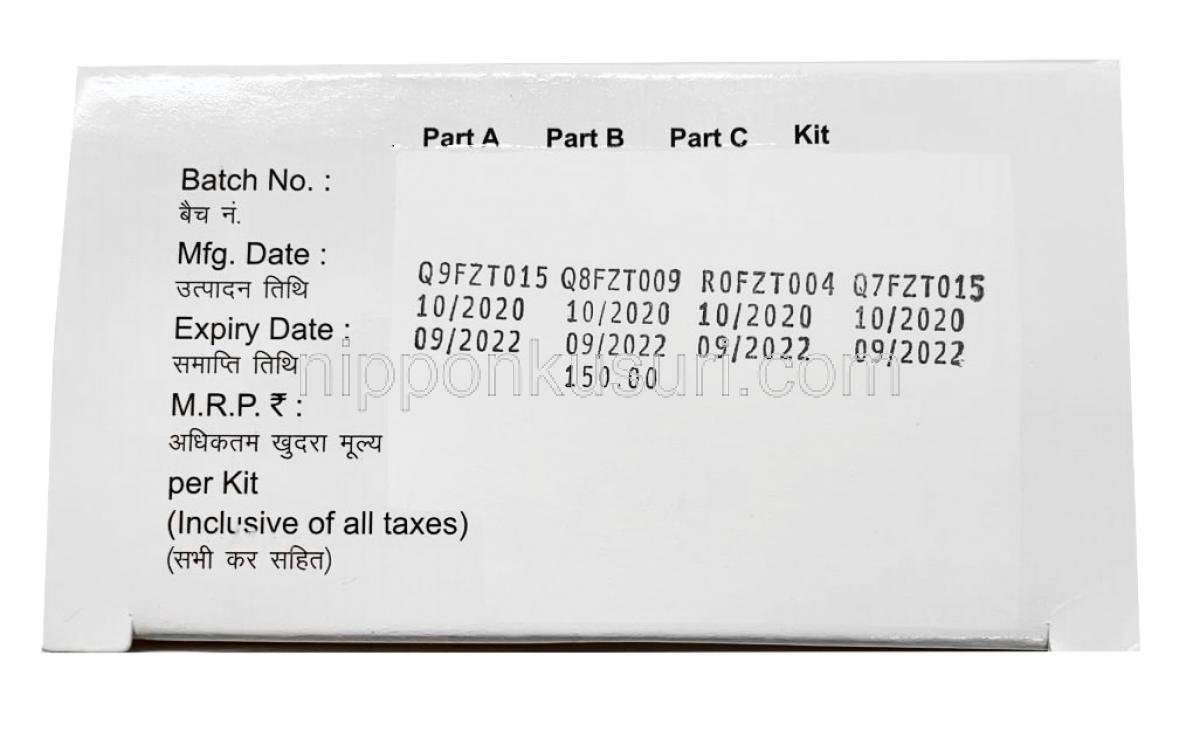 Part A Part B Part C Kit
Batch No. :
बैच नं.
Mfg. Date :
उत्पादन तिथि
Q9FZT015 Q8FZT009 R0FZT004 Q7FZT015
10/2020 10/2020 10/2020 10/2020
Expiry Date :
09/2022 09/2022 09/2022 09/2022
समाप्ति तिथि
nipponkusuri.com
150.00
M.R.P. ₹ :
अधिकतम खुदरा मूल्य
per Kit
(Inclusive of all taxes)
(सभी कर सहित)